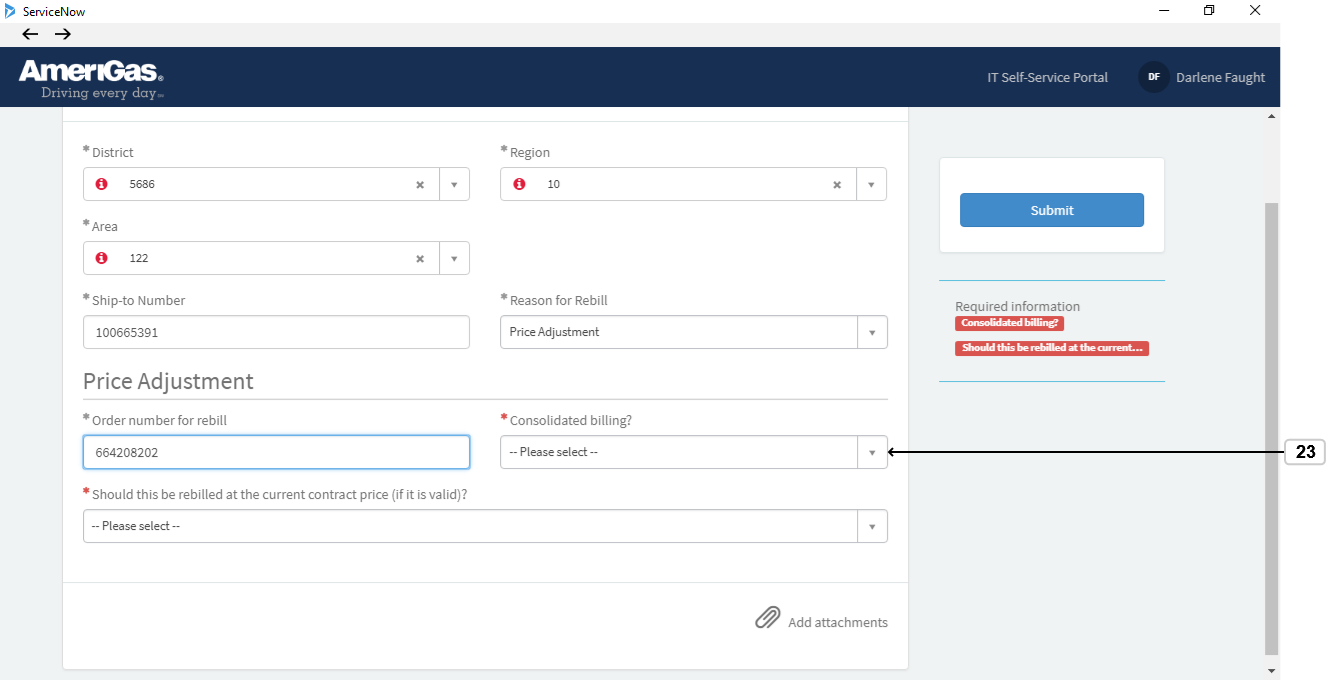 ServiceNow
AmeriGas®
Driving every day℠
IT Self-Service Portal
DF
Darlene Faught
* District
* Region
5686
10
Submit
* Area
122
* Ship-to Number
* Reason for Rebill
Required information
100665391
Price Adjustment
Consolidated billing?
Should this be rebilled at the current...
Price Adjustment
* Order number for rebill
* Consolidated billing?
664208202
-- Please select --
23
* Should this be rebilled at the current contract price (if it is valid)?
-- Please select --
Add attachments